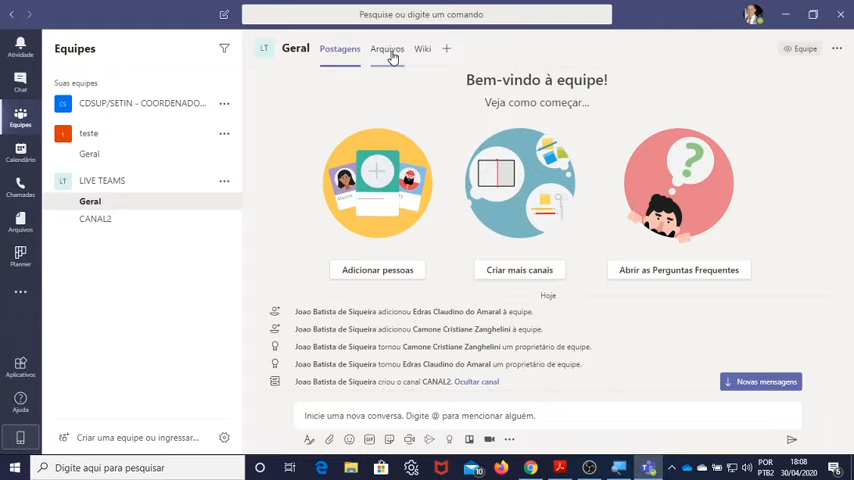 Pesquise ou digite um comando
Atividade
Chat
Equipes
Calendário
Chamadas
Arquivos
Planner
Aplicativos
Ajuda
Equipes
Suas equipes
CS CDSUP/SETIN - COORDENADO...
t teste
Geral
LT LIVE TEAMS
Geral
CANAL2
Criar uma equipe ou ingressar...
LT Geral Postagens Arquivos Wiki
Equipe
Bem-vindo à equipe!
Veja como começar...
Adicionar pessoas
Criar mais canais
Abrir as Perguntas Frequentes
Hoje
Joao Batista de Siqueira adicionou Edras Claudino do Amaral à equipe.
Joao Batista de Siqueira adicionou Camone Cristiane Zanghelini à equipe.
Joao Batista de Siqueira tornou Camone Cristiane Zanghelini um proprietário de equipe.
Joao Batista de Siqueira tornou Edras Claudino do Amaral um proprietário de equipe.
Joao Batista de Siqueira criou o canal CANAL2. Ocultar canal
Novas mensagens
Inicie uma nova conversa. Digite @ para mencionar alguém.
GIF
Digite aqui para pesquisar
10
POR
PTB2
18:08
30/04/2020